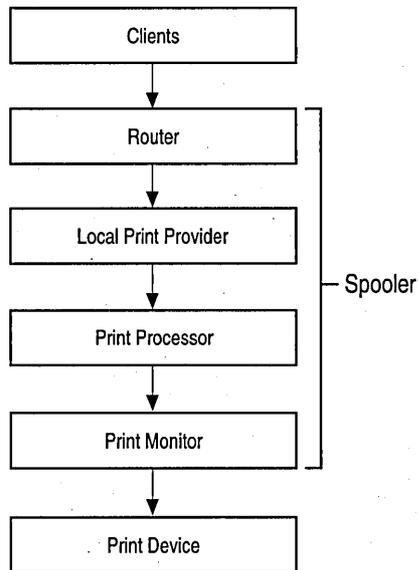 Clients
Router
Local Print Provider
Spooler
Print Processor
Print Monitor
Print Device